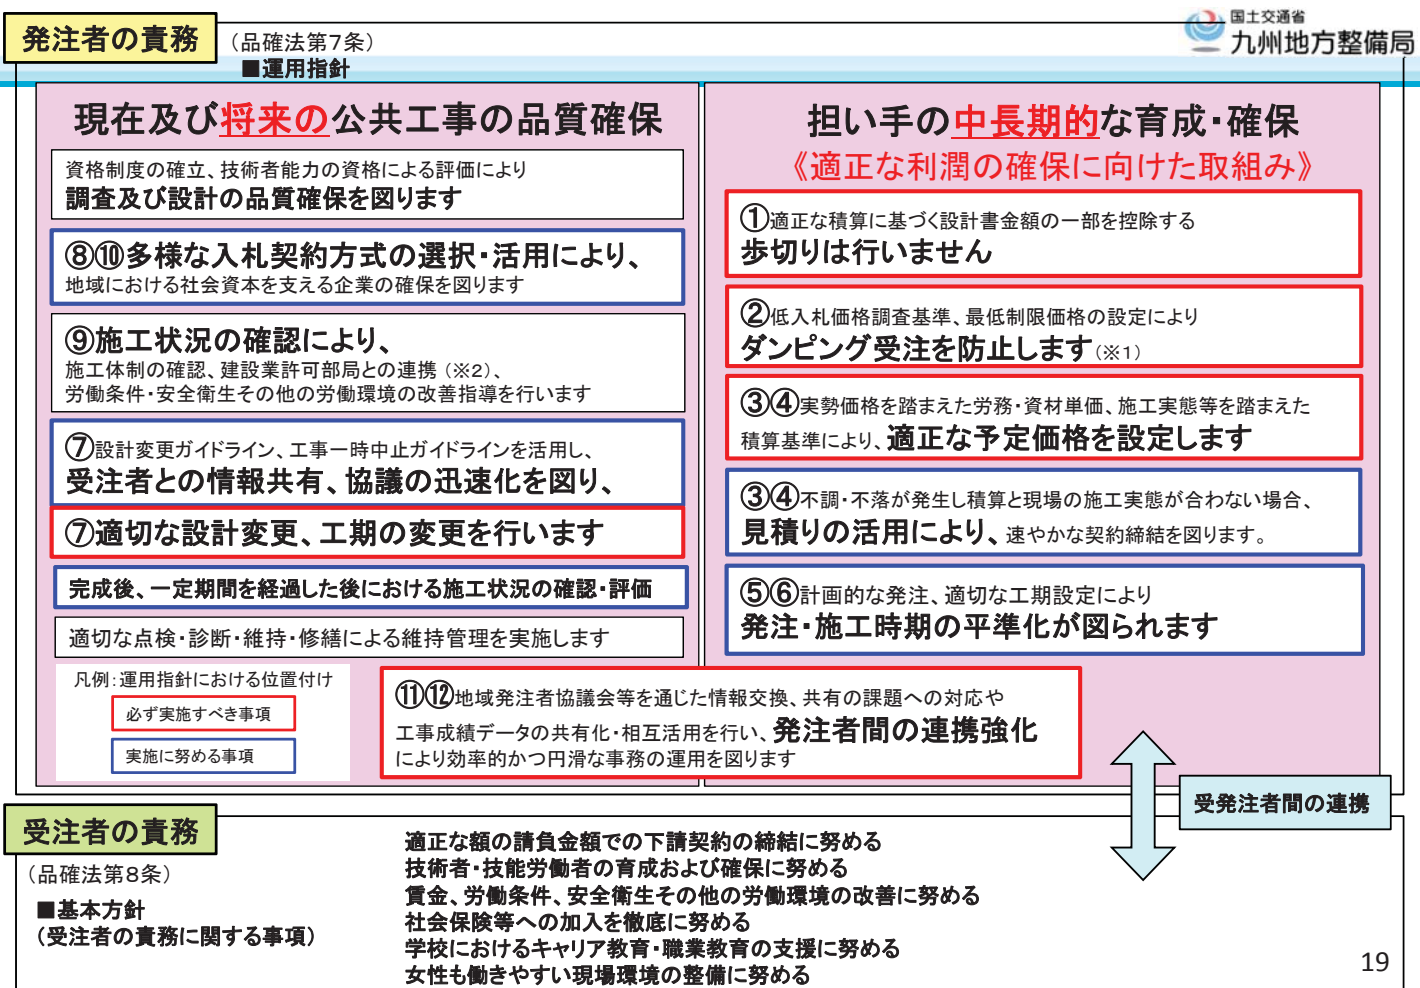 発注者の責務
（品確法第７条）
■運用指針
国土交通省
九州地方整備局
現在及び将来の公共工事の品質確保
資格制度の確立、技術者能力の資格による評価により
調査及び設計の品質確保を図ります
⑧⑩多様な入札契約方式の選択・活用により、
地域における社会資本を支える企業の確保を図ります
⑨施工状況の確認により、
施工体制の確認、建設業許可部局との連携（※２）、
労働条件・安全衛生その他の労働環境の改善指導を行います
⑦設計変更ガイドライン、工事一時中止ガイドラインを活用し、
受注者との情報共有、協議の迅速化を図り、
⑦適切な設計変更、工期の変更を行います
完成後、一定期間を経過した後における施工状況の確認・評価
適切な点検・診断・維持・修繕による維持管理を実施します
凡例：運用指針における位置付け
必ず実施すべき事項
実施に努める事項
担い手の中長期的な育成・確保
《適正な利潤の確保に向けた取組み》
①適正な積算に基づく設計書金額の一部を控除する
歩切りは行いません
②低入札価格調査基準、最低制限価格の設定により
ダンピング受注を防止します（※１）
③④実勢価格を踏まえた労務・資材単価、施工実態等を踏まえた
積算基準により、適正な予定価格を設定します
③④不調・不落が発生し積算と現場の施工実態が合わない場合、
見積りの活用により、速やかな契約締結を図ります。
⑤⑥計画的な発注、適切な工期設定により
発注・施工時期の平準化が図られます
⑪⑫地域発注者協議会等を通じた情報交換、共有の課題への対応や
工事成績データの共有化・相互活用を行い、発注者間の連携強化
により効率的かつ円滑な事務の運用を図ります
受発注者間の連携
受注者の責務
（品確法第８条）
■基本方針
（受注者の責務に関する事項）
適正な額の請負金額での下請契約の締結に努める
技術者・技能労働者の育成および確保に努める
賃金、労働条件、安全衛生その他の労働環境の改善に努める
社会保険等への加入を徹底に努める
学校におけるキャリア教育・職業教育の支援に努める
女性も働きやすい現場環境の整備に努める
19